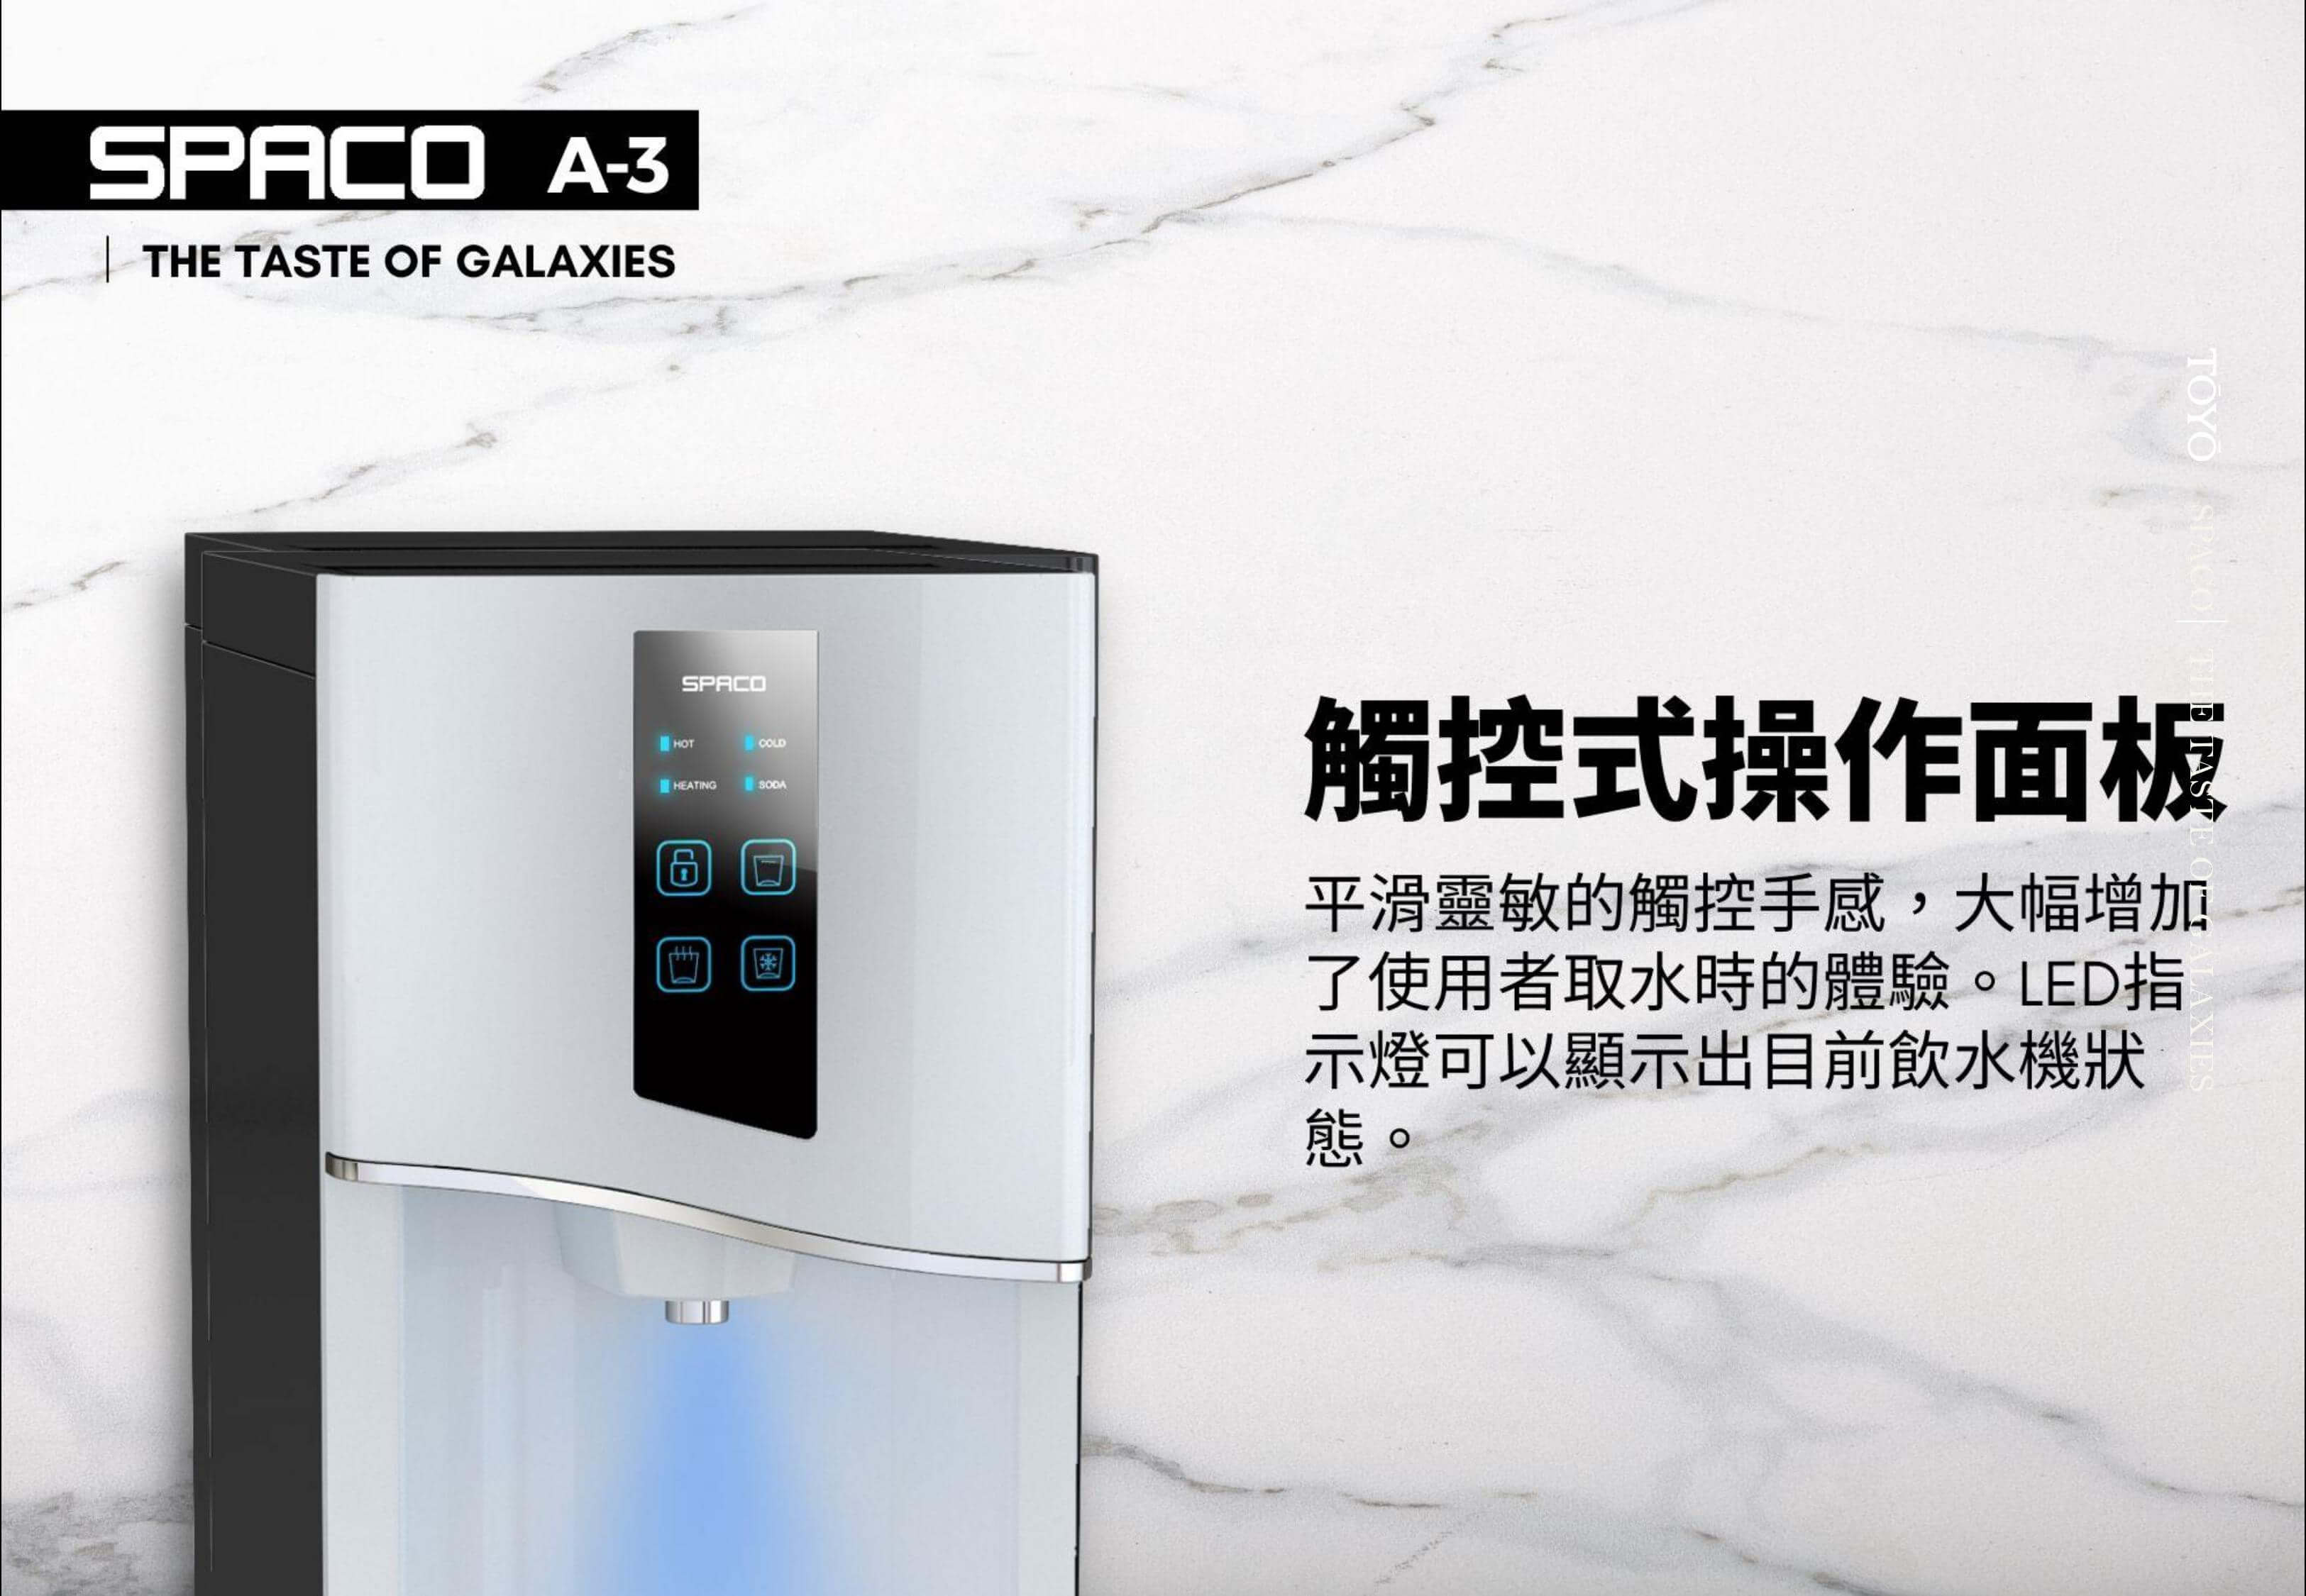 SPACO A-3
THE TASTE OF GALAXIES
SPACO
HOT
COLD
HEATING
SODA
觸控式操作面板
平滑靈敏的觸控手感，大幅增加
了使用者取水時的體驗。LED指
示燈可以顯示出目前飲水機狀
態。
TŌYŌ SPACO | THE TASTE OF GALAXIES